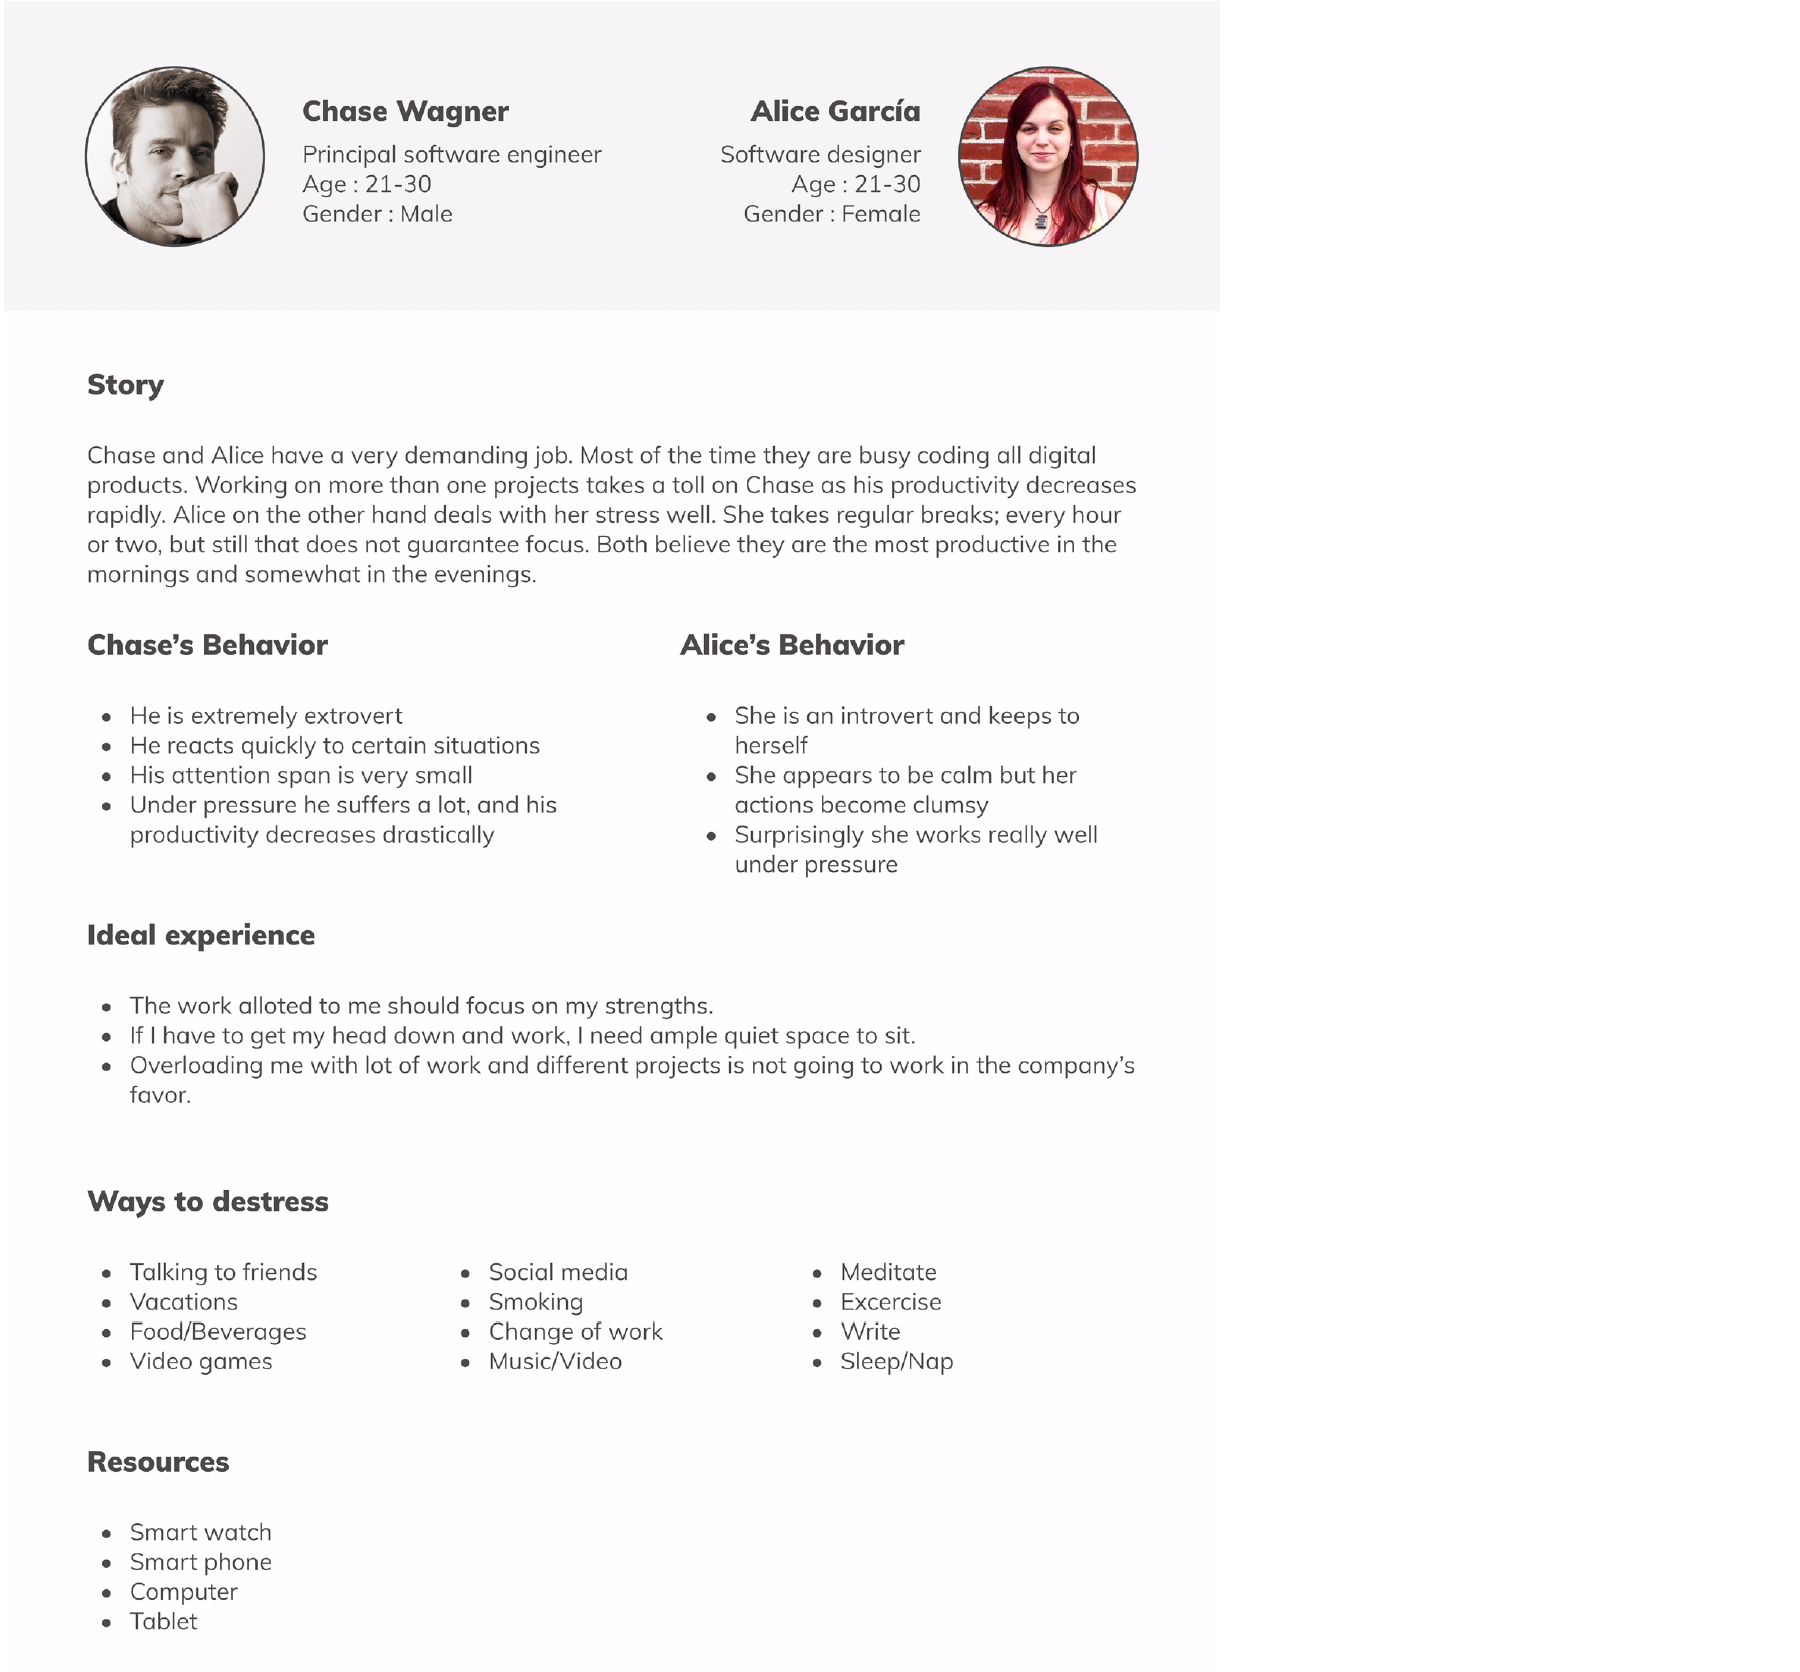 Chase Wagner
Principal software engineer
Age : 21-30
Gender : Male
Alice García
Software designer
Age : 21-30
Gender : Female
Story
Chase and Alice have a very demanding job. Most of the time they are busy coding all digital
products. Working on more than one projects takes a toll on Chase as his productivity decreases
rapidly. Alice on the other hand deals with her stress well. She takes regular breaks; every hour
or two, but still that does not guarantee focus. Both believe they are the most productive in the
mornings and somewhat in the evenings.
Chase’s Behavior
• He is extremely extrovert
• He reacts quickly to certain situations
• His attention span is very small
• Under pressure he suffers a lot, and his
productivity decreases drastically
Alice’s Behavior
• She is an introvert and keeps to
herself
• She appears to be calm but her
actions become clumsy
• Surprisingly she works really well
under pressure
Ideal experience
• The work alloted to me should focus on my strengths.
• If I have to get my head down and work, I need ample quiet space to sit.
• Overloading me with lot of work and different projects is not going to work in the company’s
favor.
Ways to destress
• Talking to friends
• Vacations
• Food/Beverages
• Video games
• Social media
• Smoking
• Change of work
• Music/Video
• Meditate
• Excercise
• Write
• Sleep/Nap
Resources
• Smart watch
• Smart phone
• Computer
• Tablet